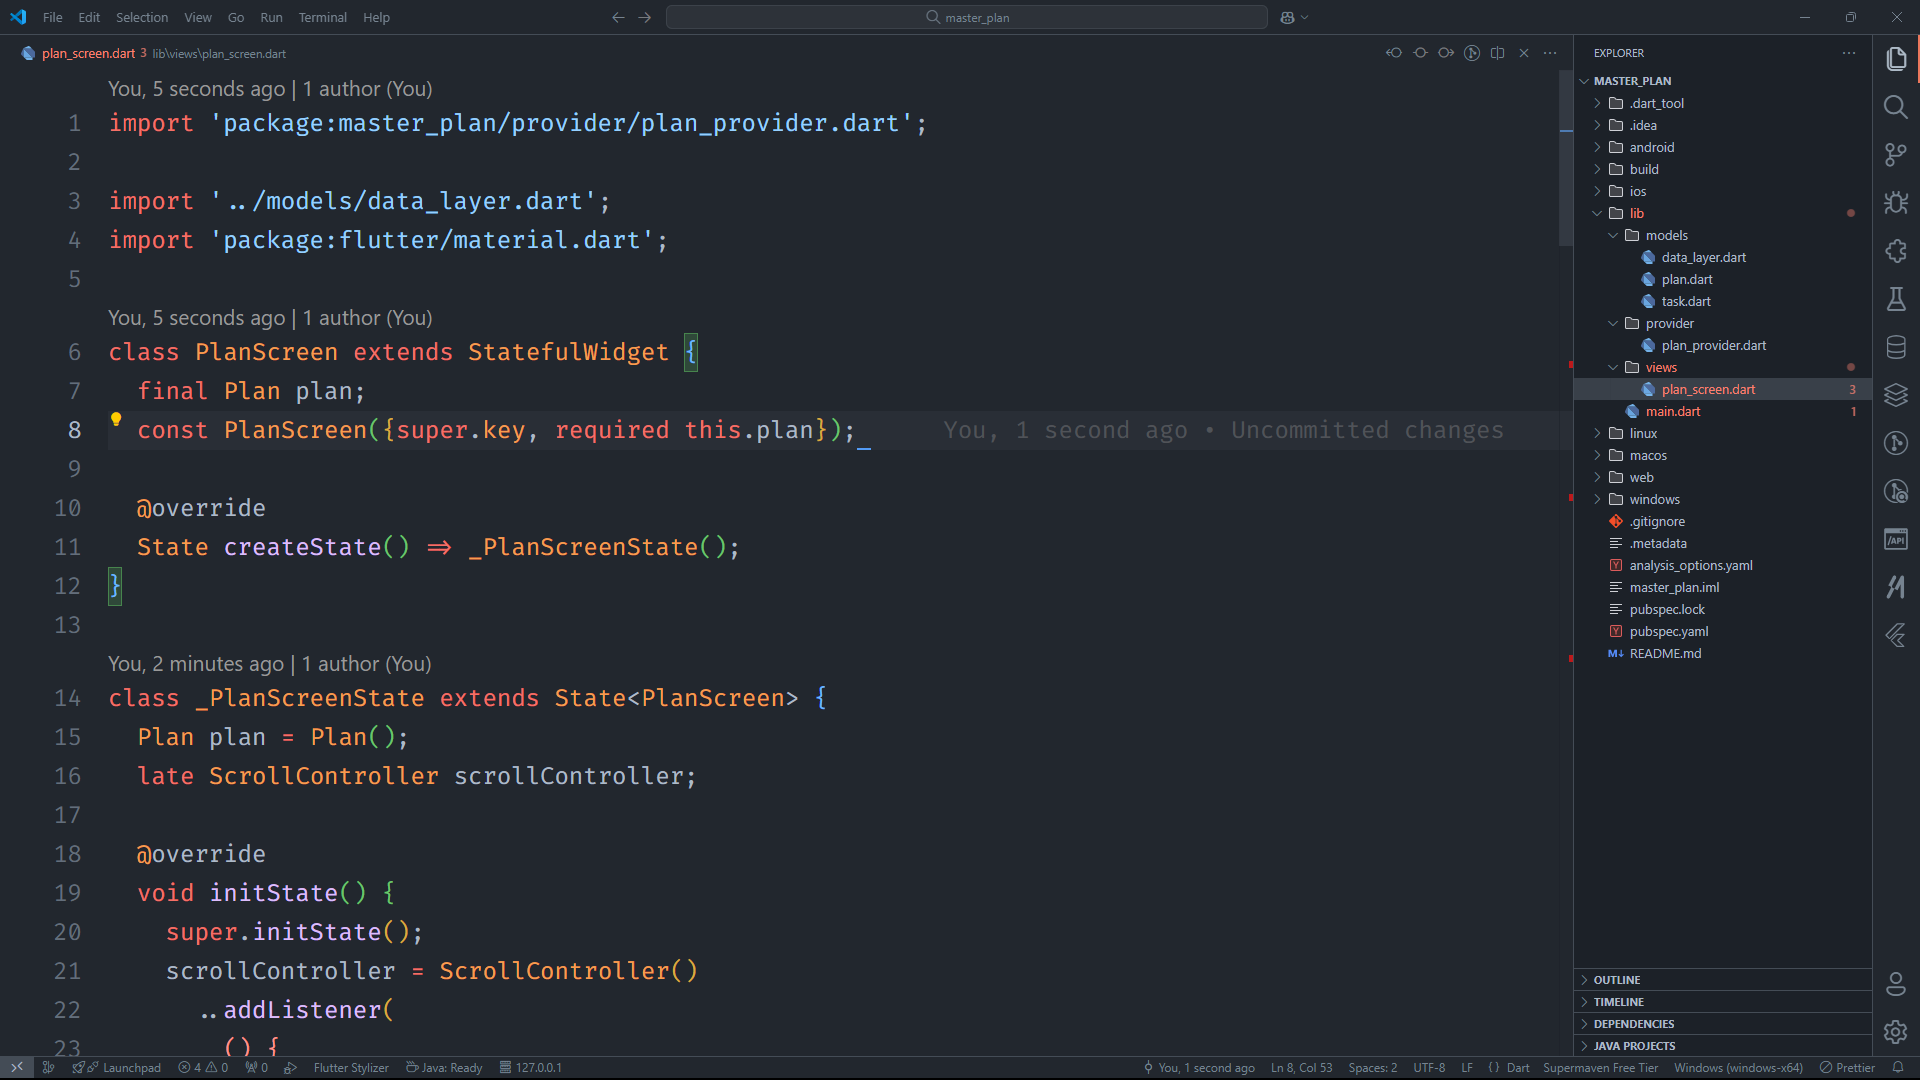 File Edit Selection View Go Run Terminal Help
master_plan
plan_screen.dart 3 lib\views\plan_screen.dart
You, 5 seconds ago | 1 author (You)
1 import 'package:master_plan/provider/plan_provider.dart';
2
3 import '../models/data_layer.dart';
4 import 'package:flutter/material.dart';
5
You, 5 seconds ago | 1 author (You)
6 class PlanScreen extends StatefulWidget {
7 final Plan plan;
8 const PlanScreen({super.key, required this.plan}); You, 1 second ago • Uncommitted changes
9
10 @override
11 State createState() => _PlanScreenState();
12 }
13
You, 2 minutes ago | 1 author (You)
14 class _PlanScreenState extends State<PlanScreen> {
15 Plan plan = Plan();
16 late ScrollController scrollController;
17
18 @override
19 void initState() {
20 super.initState();
21 scrollController = ScrollController()
22 ..addListener(
23 () {
EXPLORER
MASTER_PLAN
.dart_tool
.idea
android
build
ios
lib
models
data_layer.dart
plan.dart
task.dart
provider
plan_provider.dart
views
plan_screen.dart 3
main.dart 1
linux
macos
web
windows
.gitignore
.metadata
analysis_options.yaml
master_plan.iml
pubspec.lock
pubspec.yaml
README.md
OUTLINE
TIMELINE
DEPENDENCIES
JAVA PROJECTS
Launchpad 4 0 0 Flutter Stylizer Java: Ready 127.0.0.1 You, 1 second ago Ln 8, Col 53 Spaces: 2 UTF-8 LF { } Dart Supermaven Free Tier Windows (windows-x64) Prettier